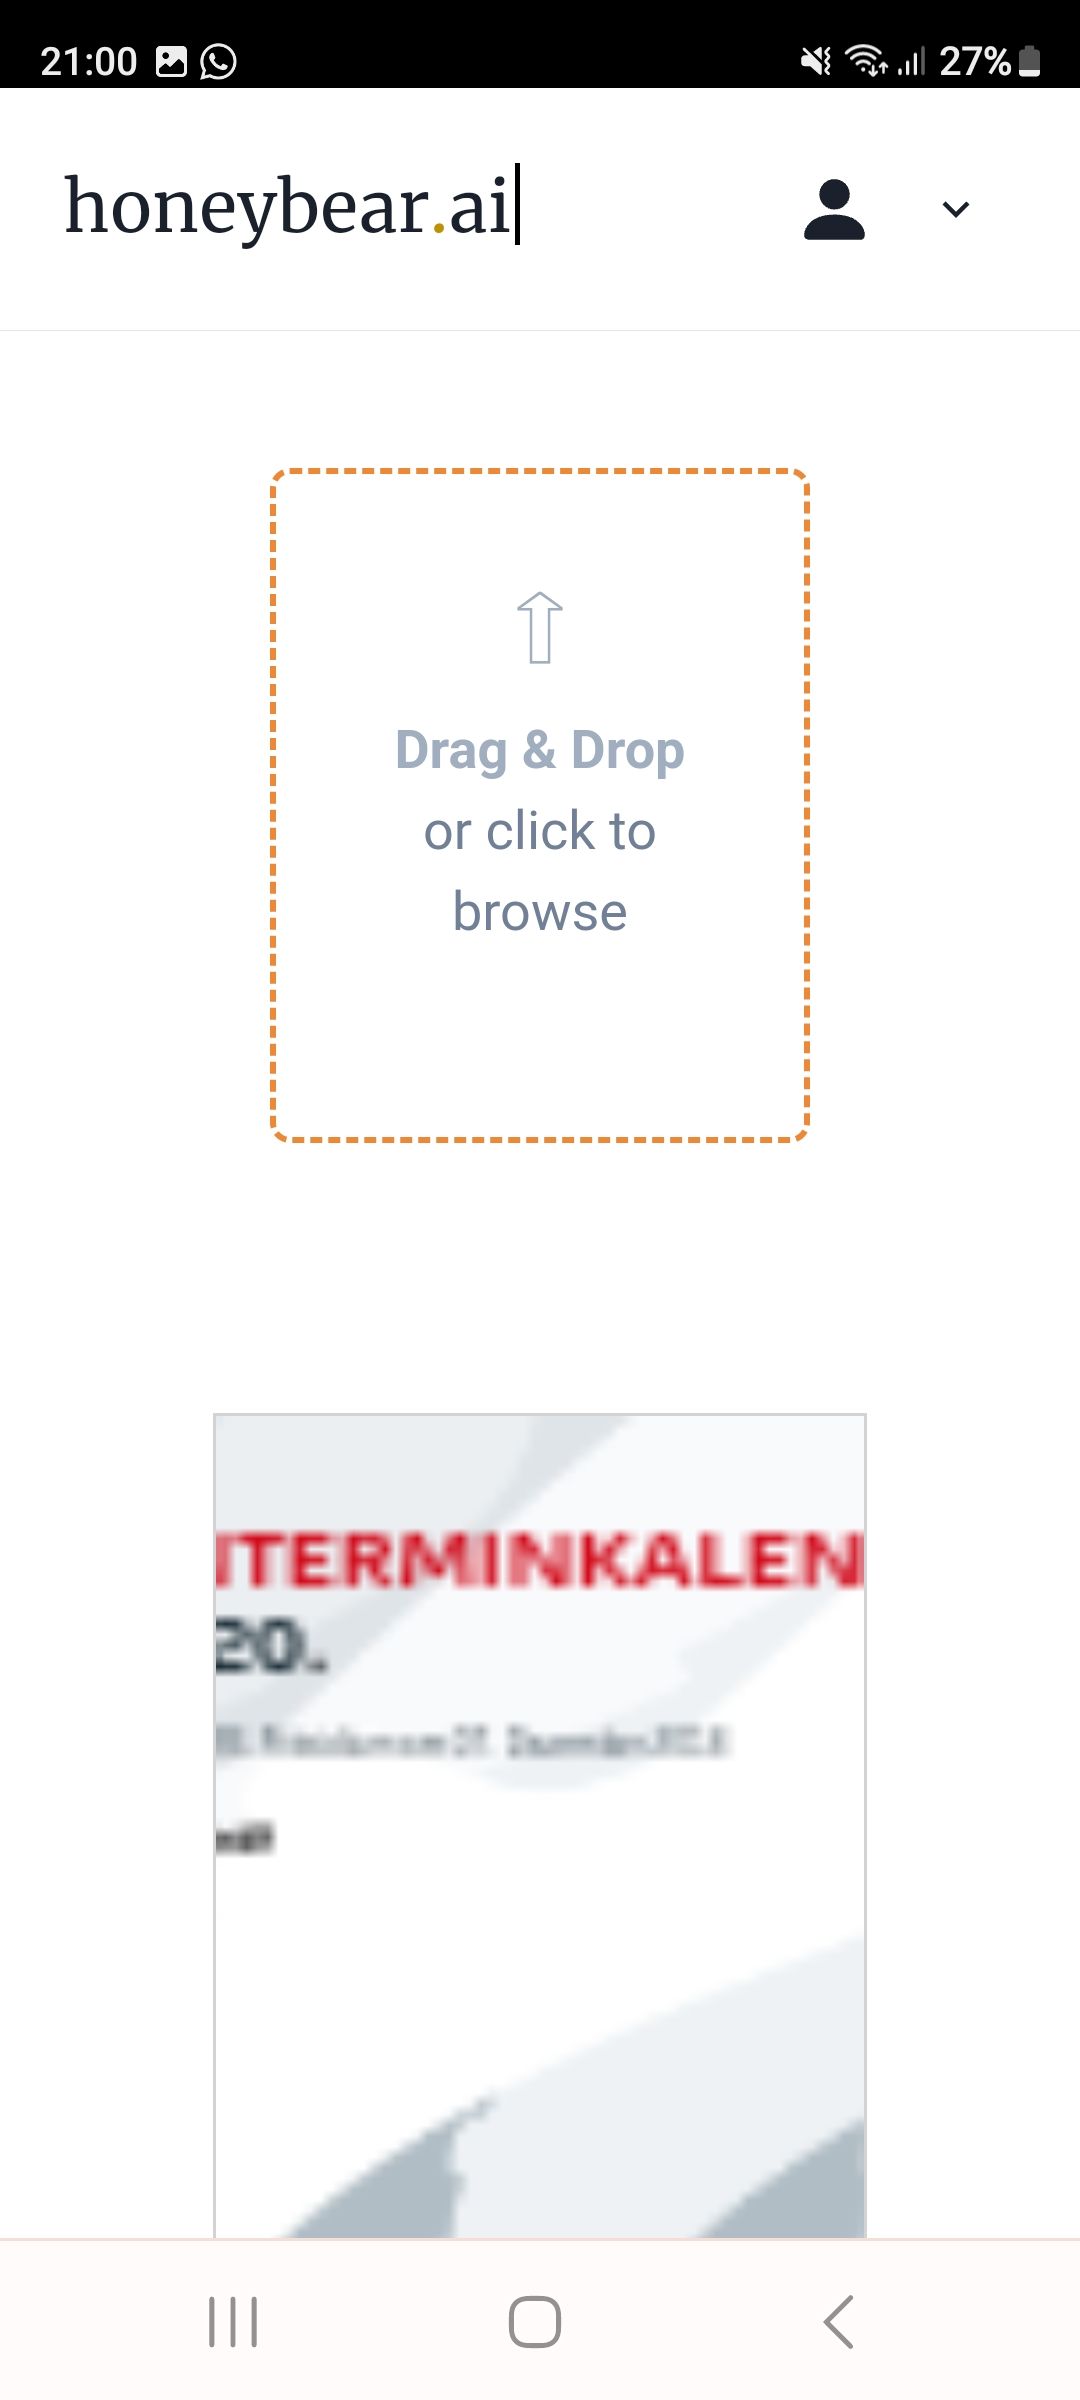 21:00
27%
honeybear.ai
Drag & Drop
or click to
browse
TERMINKALEN
20.